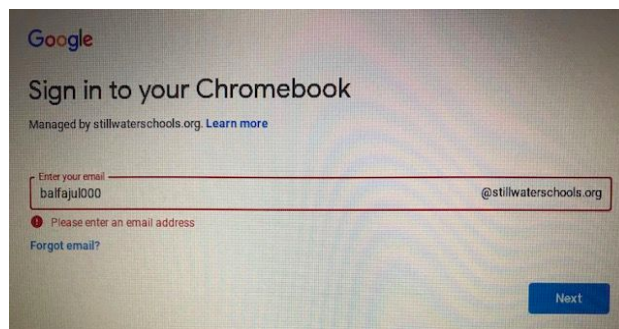 Google
Sign in to your Chromebook
Managed by stillwaterschools.org. Learn more
Enter your email
balfajul000 @stillwaterschools.org
Please enter an email address
Forgot email?
Next